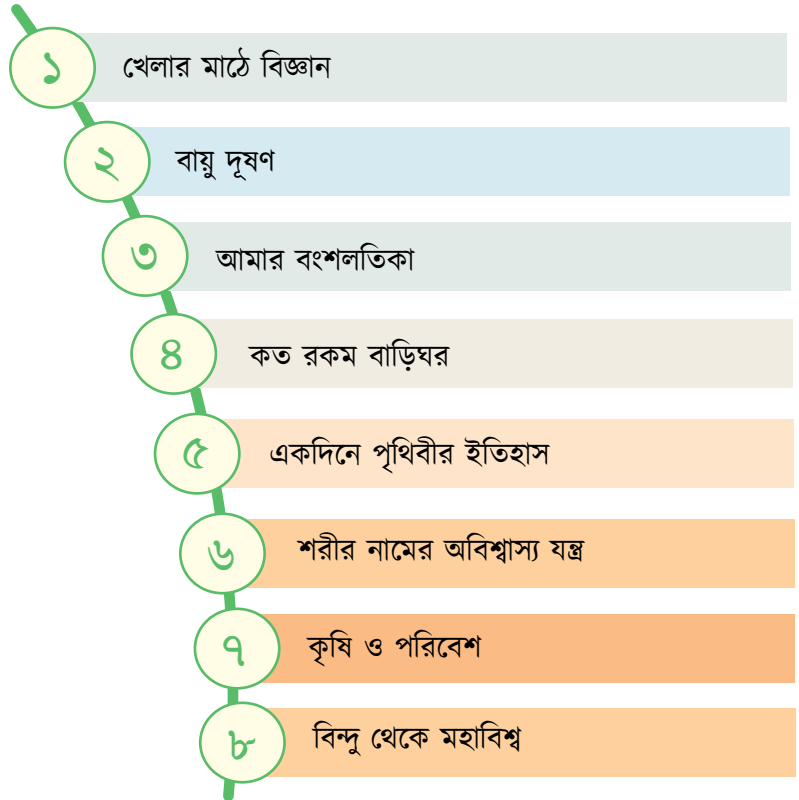 ১ খেলার মাঠে বিজ্ঞান
২ বায়ু দূষণ
৩ আমার বংশলতিকা
৪ কত রকম বাড়িঘর
৫ একদিনে পৃথিবীর ইতিহাস
৬ শরীর নামের অবিশ্বাস্য যন্ত্র
৭ কৃষি ও পরিবেশ
৮ বিন্দু থেকে মহাবিশ্ব